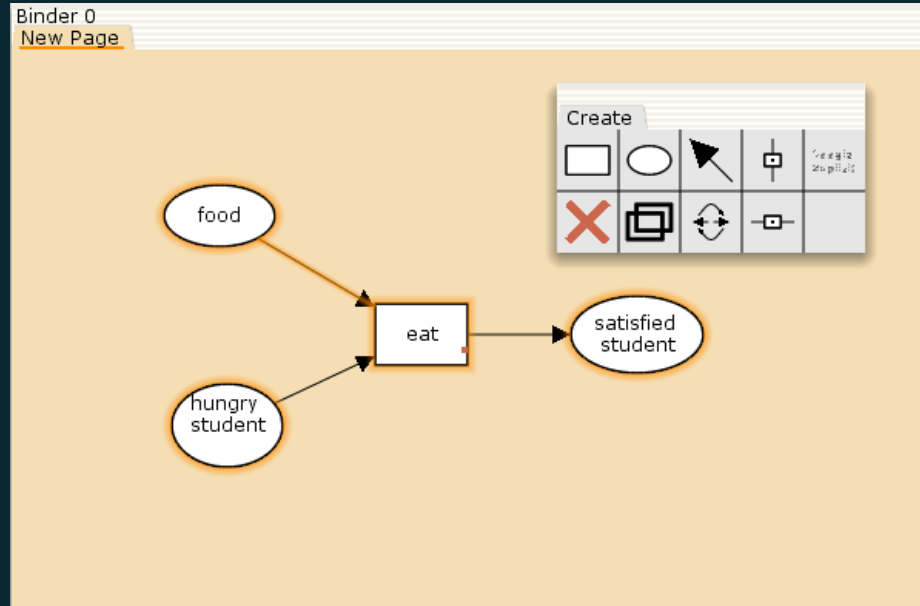 Binder 0
New Page
Create
food
eat
satisfied
student
hungry
student